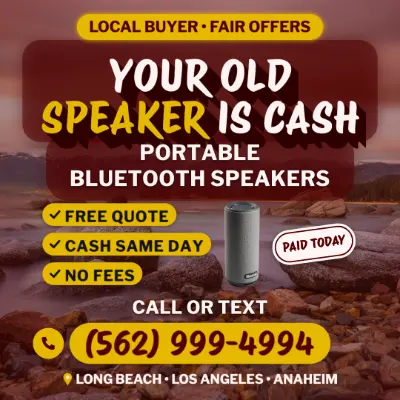 LOCAL BUYER • FAIR OFFERS
YOUR OLD
SPEAKER IS CASH
PORTABLE
BLUETOOTH SPEAKERS
FREE QUOTE
CASH SAME DAY
PAID TODAY
NO FEES
CALL OR TEXT
(562) 999-4994
LONG BEACH • LOS ANGELES • ANAHEIM